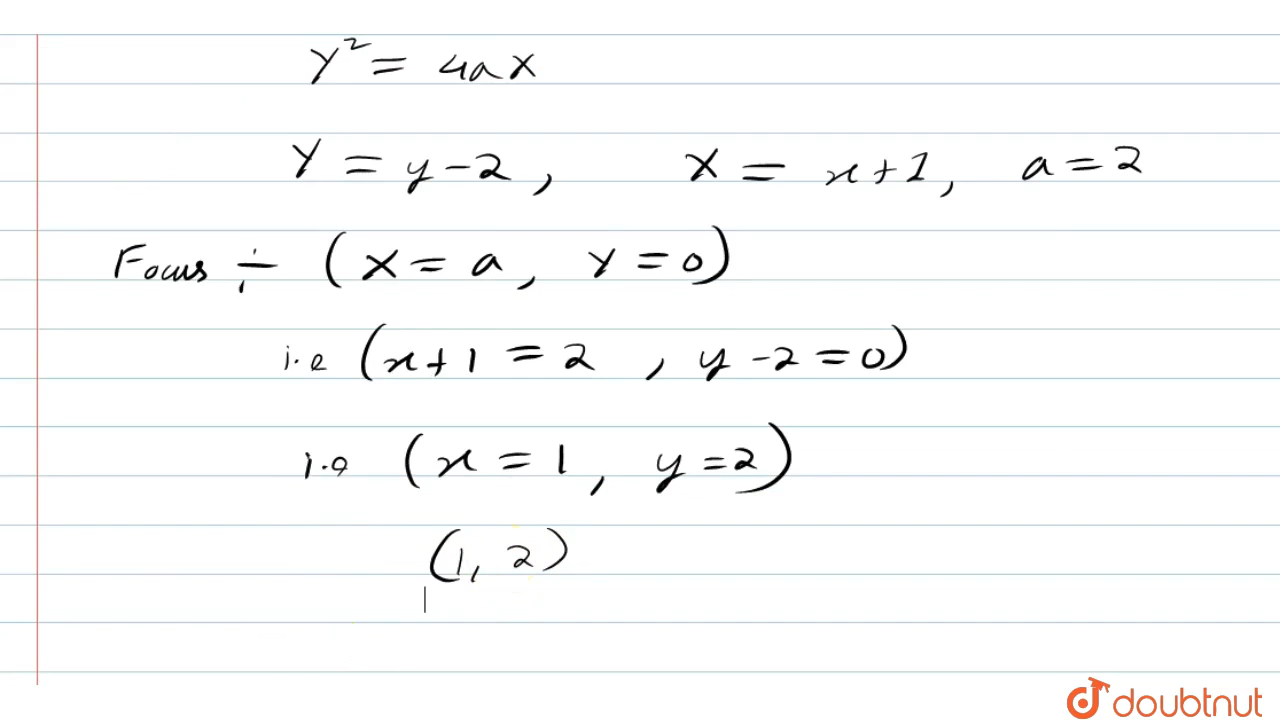 Y² = 4aX
Y = y-2, X = x+1, a = 2
Focus ÷ (X = a, Y = 0)
i.e (x+1 = 2, y-2 = 0)
i.e (x = 1, y = 2)
(1, 2)
doubtnut